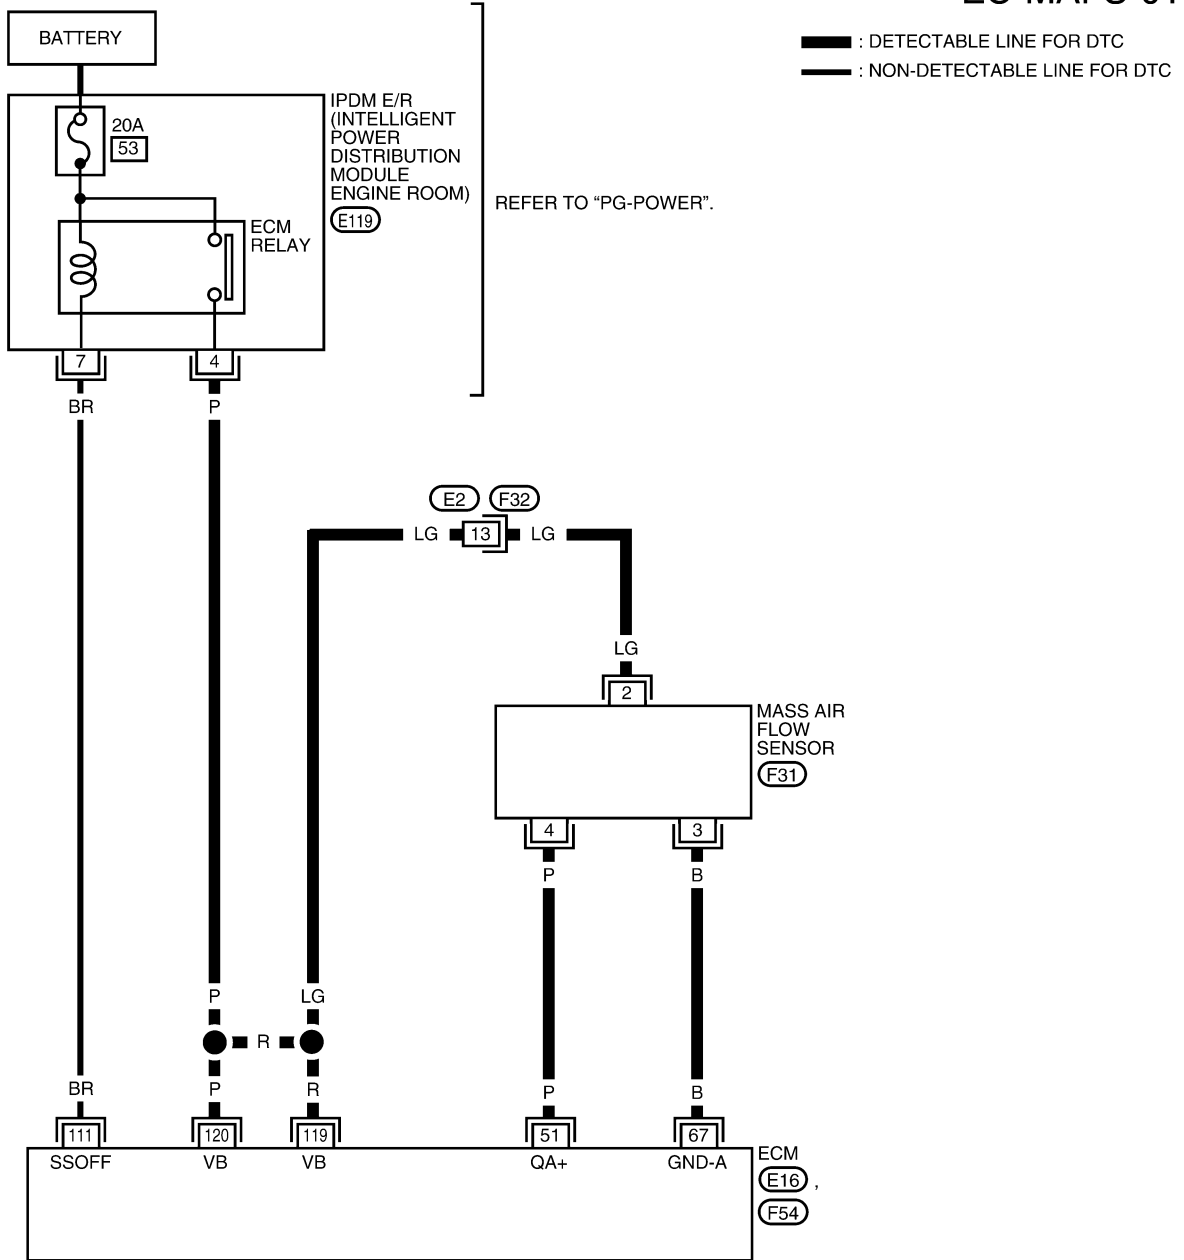 BATTERY
: DETECTABLE LINE FOR DTC
: NON-DETECTABLE LINE FOR DTC
20A
53
IPDM E/R
(INTELLIGENT
POWER
DISTRIBUTION
MODULE
ENGINE ROOM)
E119
REFER TO “PG-POWER”.
ECM
RELAY
7
4
BR
P
E2
F32
LG
13
LG
LG
2
MASS AIR
FLOW
SENSOR
F31
4
3
P
B
P
LG
R
BR
P
R
P
B
111
120
119
51
67
SSOFF
VB
VB
QA+
GND-A
ECM
E16 ,
F54